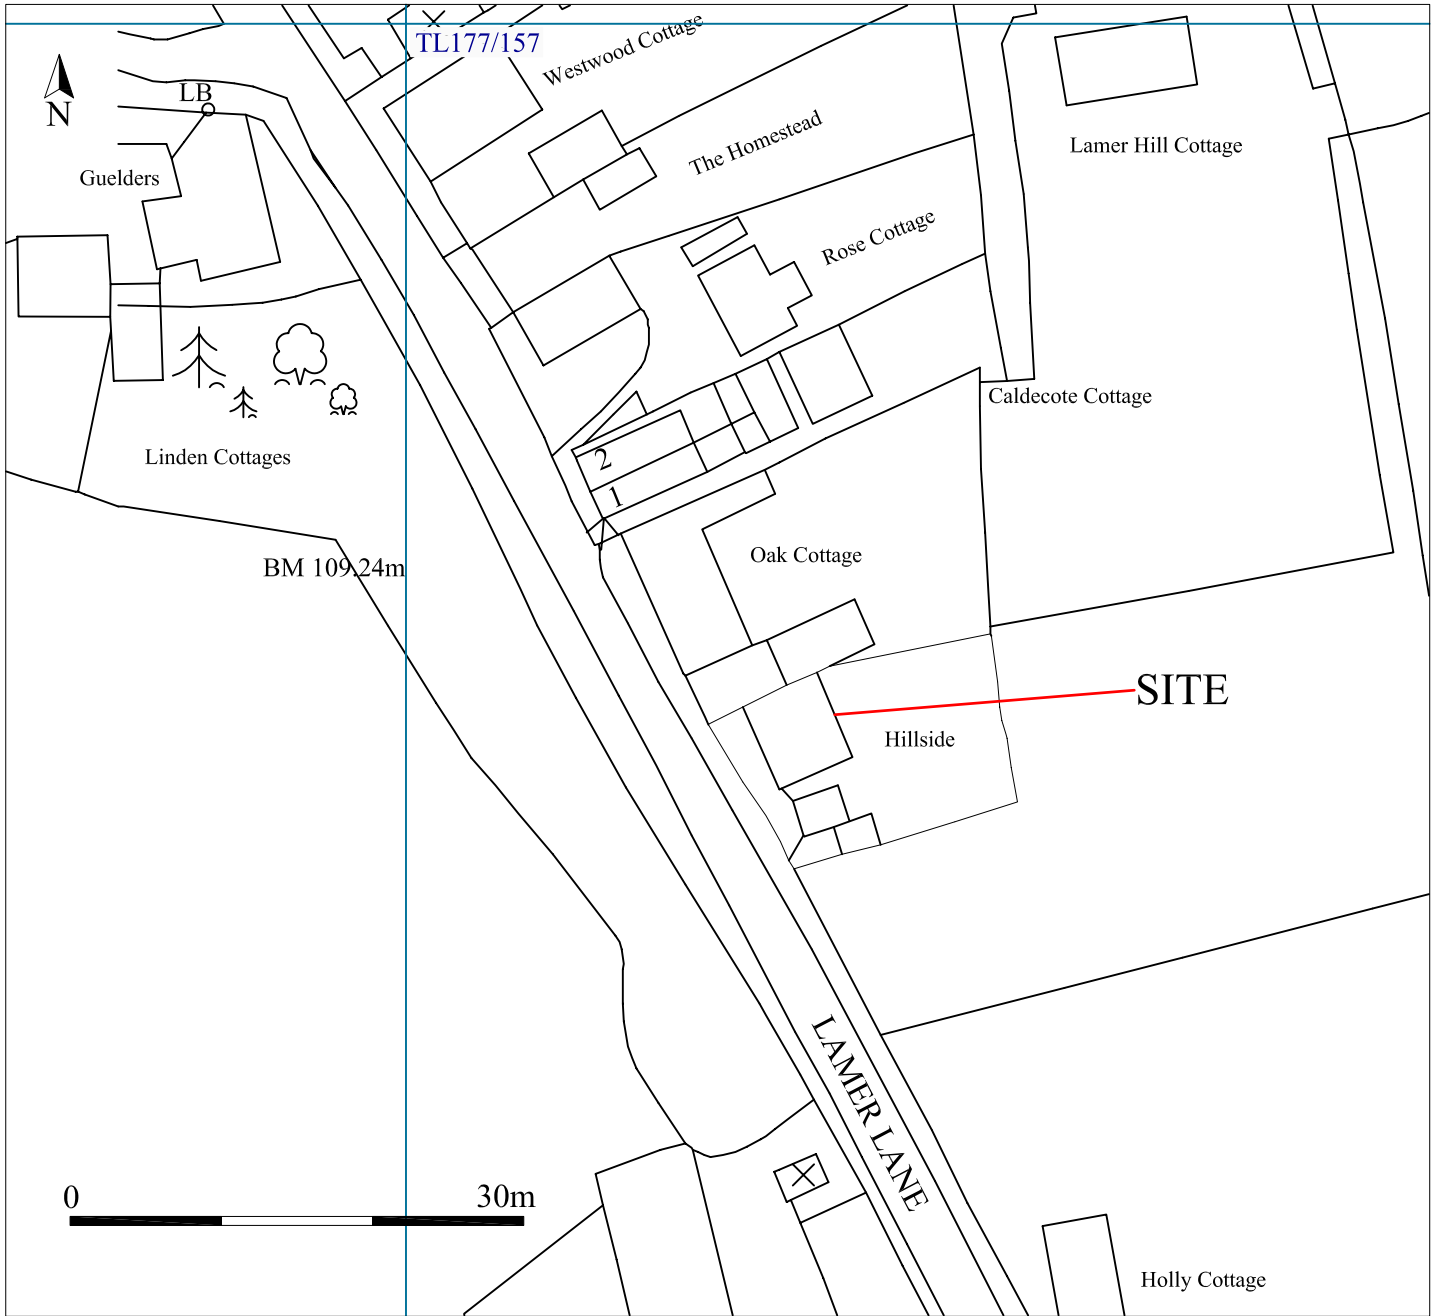 TL177/157
Westwood Cottage
LB
N
The Homestead
Lamer Hill Cottage
Guelders
Rose Cottage
Caldecote Cottage
Linden Cottages
2
1
Oak Cottage
BM 109.24m
SITE
Hillside
LAMER LANE
0 30m
Holly Cottage